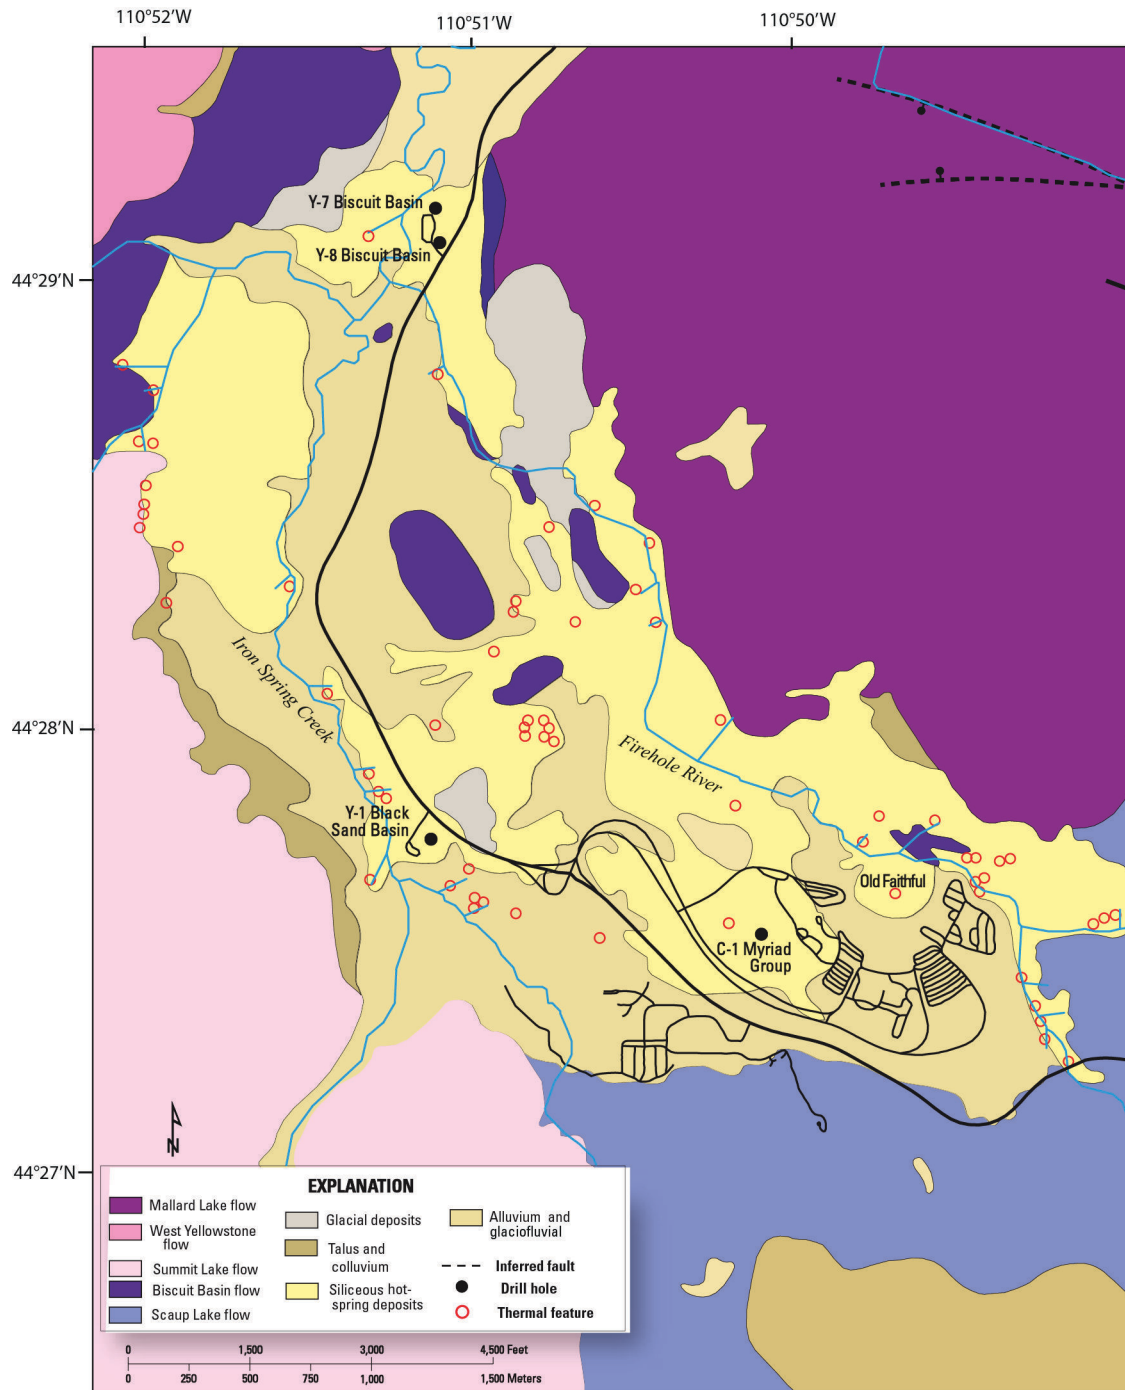 110°52′W
110°51′W
110°50′W
Y-7 Biscuit Basin
Y-8 Biscuit Basin
44°29′N
Iron Spring Creek
44°28′N
Firehole River
Y-1 Black
Sand Basin
Old Faithful
C-1 Myriad
Group
N
44°27′N
EXPLANATION
Mallard Lake flow
West Yellowstone
flow
Summit Lake flow
Biscuit Basin flow
Scaup Lake flow
Glacial deposits
Talus and
colluvium
Siliceous hot-
spring deposits
Alluvium and
glaciofluvial
Inferred fault
Drill hole
Thermal feature
0 1,500 3,000 4,500 Feet
0 250 500 750 1,000 1,500 Meters